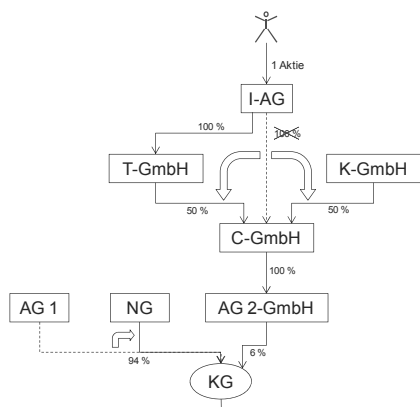 1 Aktie
I-AG
100 %
100 %
T-GmbH
K-GmbH
50 %
50 %
C-GmbH
100 %
AG 1
NG
AG 2-GmbH
94 %
6 %
KG